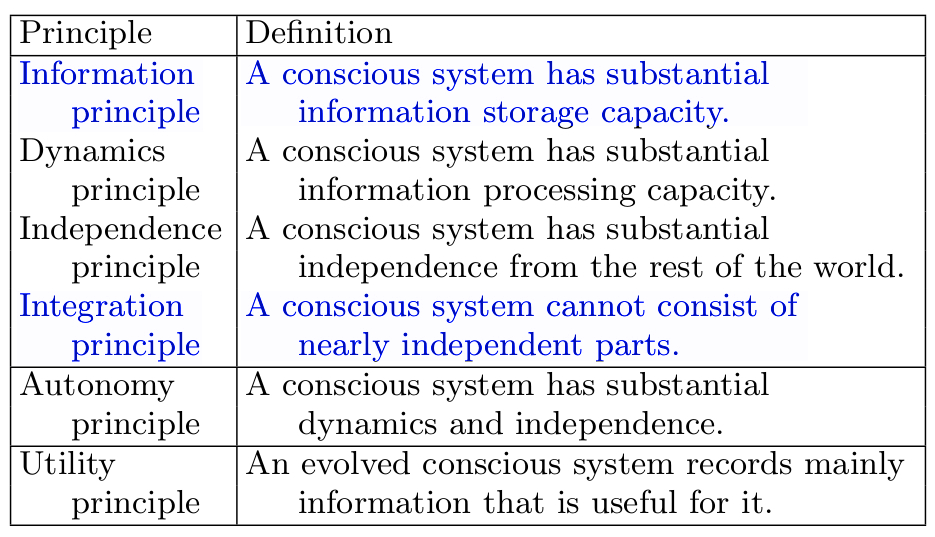 Principle Definition
Information A conscious system has substantial
principle information storage capacity.
Dynamics A conscious system has substantial
principle information processing capacity.
Independence A conscious system has substantial
principle independence from the rest of the world.
Integration A conscious system cannot consist of
principle nearly independent parts.
Autonomy A conscious system has substantial
principle dynamics and independence.
Utility An evolved conscious system records mainly
principle information that is useful for it.